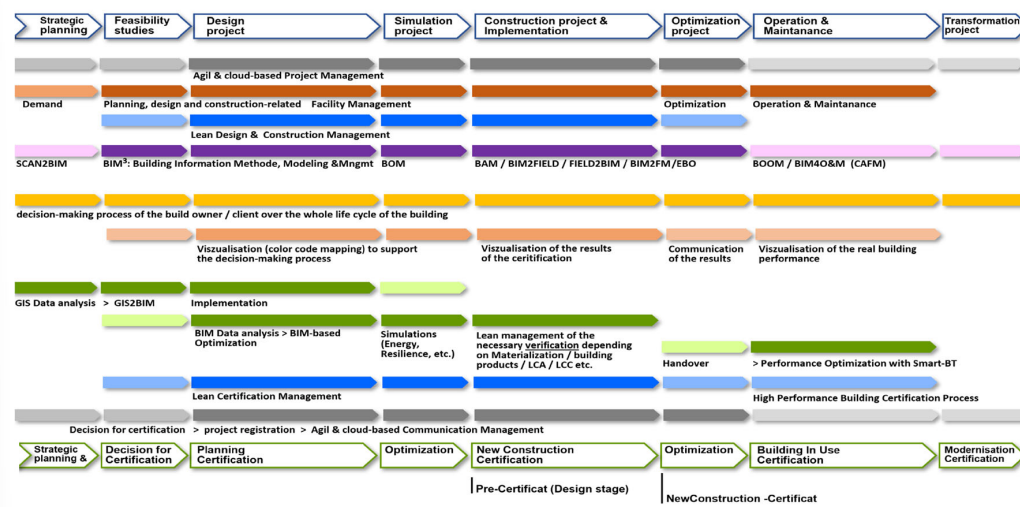 Strategic planning
Feasibility studies
Design project
Simulation project
Construction project & Implementation
Optimization project
Operation & Maintanance
Transformation project
Agil & cloud-based Project Management
Demand
Planning, design and construction-related Facility Management
Optimization
Operation & Maintanance
Lean Design & Construction Management
SCAN2BIM
BIM³: Building Information Methode, Modeling &Mngmt
BOM
BAM / BIM2FIELD / FIELD2BIM / BIM2FM/EBO
BOOM / BIM4O&M (CAFM)
decision-making process of the build owner / client over the whole life cycle of the building
Viszualisation (color code mapping) to support
the decision-making process
Viszualisation of the results
of the ceritification
Communication
of the results
Viszualisation of the real building
performance
GIS Data analysis > GIS2BIM
Implementation
BIM Data analysis > BIM-based
Optimization
Simulations
(Energy,
Resilience, etc.)
Lean management of the
necessary verification depending
on Materialization / building
products / LCA / LCC etc.
Handover
> Performance Optimization with Smart-BT
Lean Certification Management
High Performance Building Certification Process
Decision for certification > project registration > Agil & cloud-based Communication Management
Strategic planning &
Decision for Certification
Planning Certification
Optimization
New Construction Certification
Optimization
Building In Use Certification
Modernisation Certification
Pre-Certificat (Design stage)
NewConstruction -Certificat